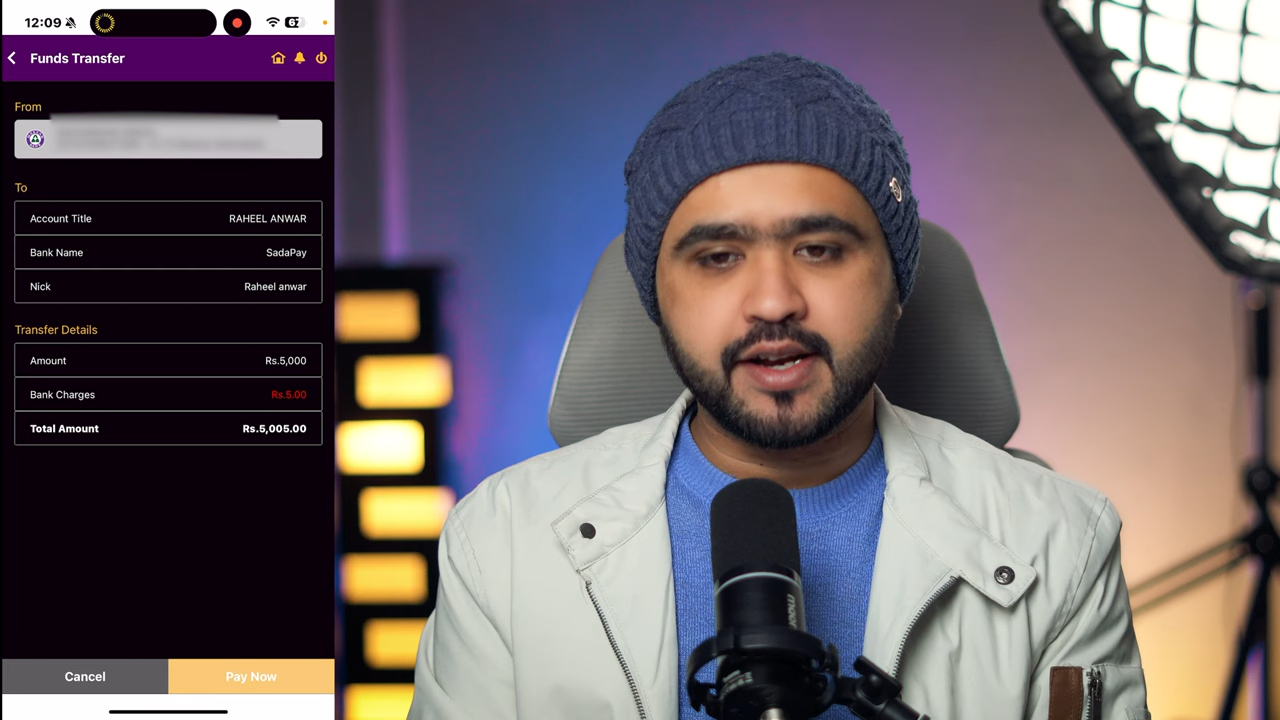 12:09
67
Funds Transfer
From
To
Account Title RAHEEL ANWAR
Bank Name SadaPay
Nick Raheel anwar
Transfer Details
Amount Rs.5,000
Bank Charges Rs.5.00
Total Amount Rs.5,005.00
Cancel Pay Now